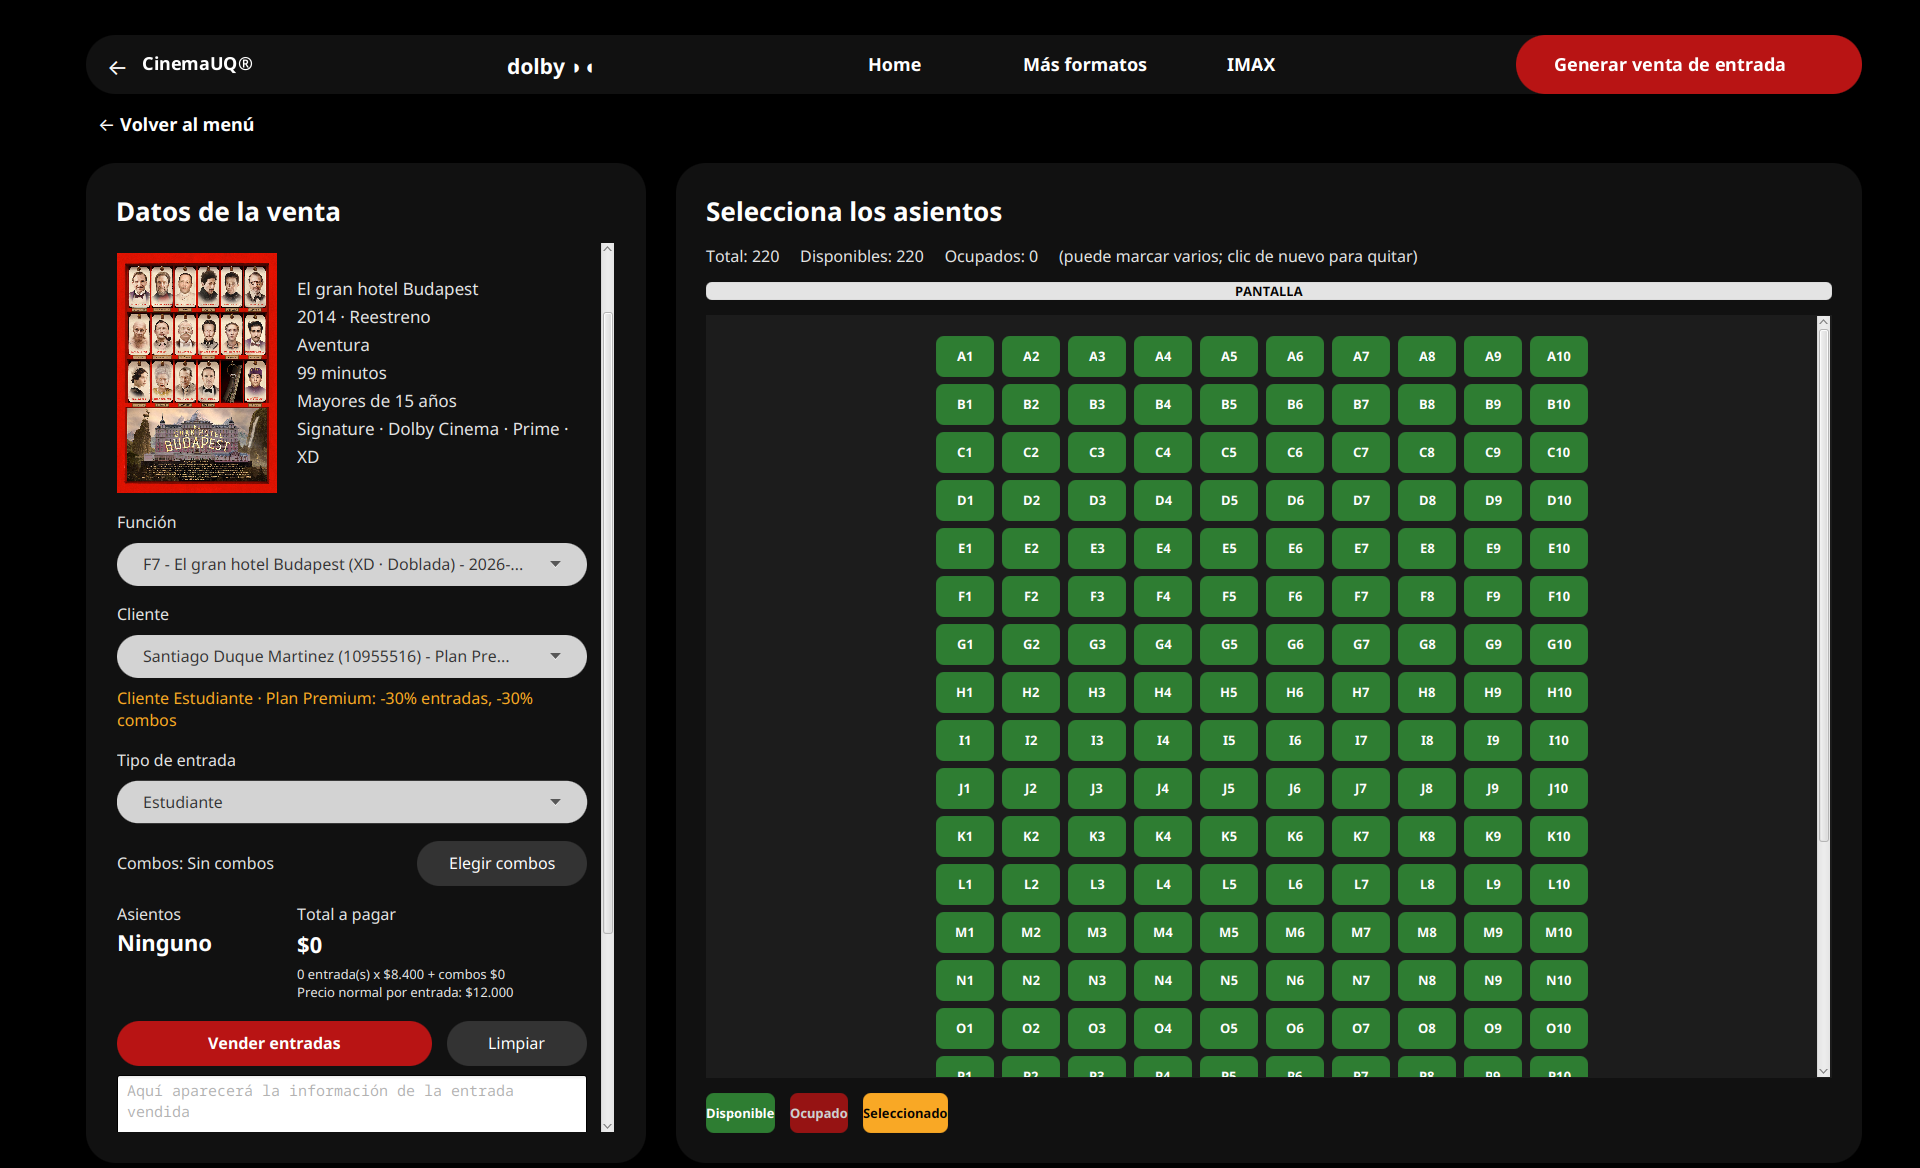 ← CinemaUQ®
dolby
Home
Más formatos
IMAX
Generar venta de entrada
← Volver al menú
Datos de la venta
BUDAPEST
El gran hotel Budapest
2014 · Reestreno
Aventura
99 minutos
Mayores de 15 años
Signature · Dolby Cinema · Prime ·
XD
Función
F7 - El gran hotel Budapest (XD · Doblada) - 2026-...
Cliente
Santiago Duque Martinez (10955516) - Plan Pre...
Cliente Estudiante · Plan Premium: -30% entradas, -30%
combos
Tipo de entrada
Estudiante
Combos: Sin combos
Elegir combos
Asientos
Ninguno
Total a pagar
$0
0 entrada(s) x $8.400 + combos $0
Precio normal por entrada: $12.000
Vender entradas
Limpiar
Aquí aparecerá la información de la entrada
vendida
Selecciona los asientos
Total: 220 Disponibles: 220 Ocupados: 0 (puede marcar varios; clic de nuevo para quitar)
PANTALLA
A1 A2 A3 A4 A5 A6 A7 A8 A9 A10
B1 B2 B3 B4 B5 B6 B7 B8 B9 B10
C1 C2 C3 C4 C5 C6 C7 C8 C9 C10
D1 D2 D3 D4 D5 D6 D7 D8 D9 D10
E1 E2 E3 E4 E5 E6 E7 E8 E9 E10
F1 F2 F3 F4 F5 F6 F7 F8 F9 F10
G1 G2 G3 G4 G5 G6 G7 G8 G9 G10
H1 H2 H3 H4 H5 H6 H7 H8 H9 H10
I1 I2 I3 I4 I5 I6 I7 I8 I9 I10
J1 J2 J3 J4 J5 J6 J7 J8 J9 J10
K1 K2 K3 K4 K5 K6 K7 K8 K9 K10
L1 L2 L3 L4 L5 L6 L7 L8 L9 L10
M1 M2 M3 M4 M5 M6 M7 M8 M9 M10
N1 N2 N3 N4 N5 N6 N7 N8 N9 N10
O1 O2 O3 O4 O5 O6 O7 O8 O9 O10
P1 P2 P3 P4 P5 P6 P7 P8 P9 P10
Disponible
Ocupado
Seleccionado